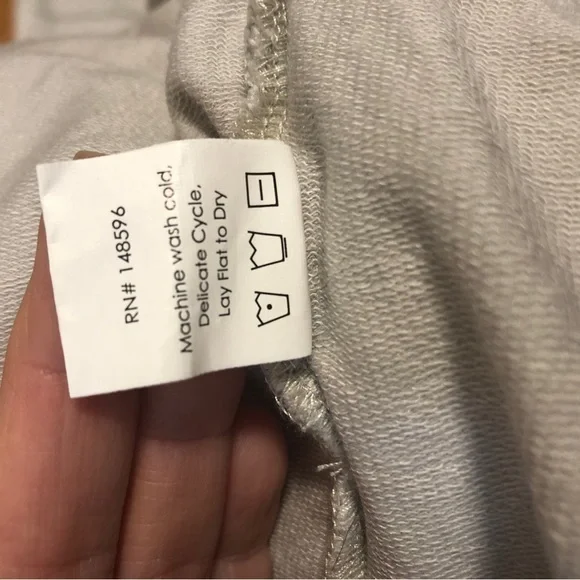 RN# 148596
Machine wash cold,
Delicate Cycle,
Lay Flat to Dry